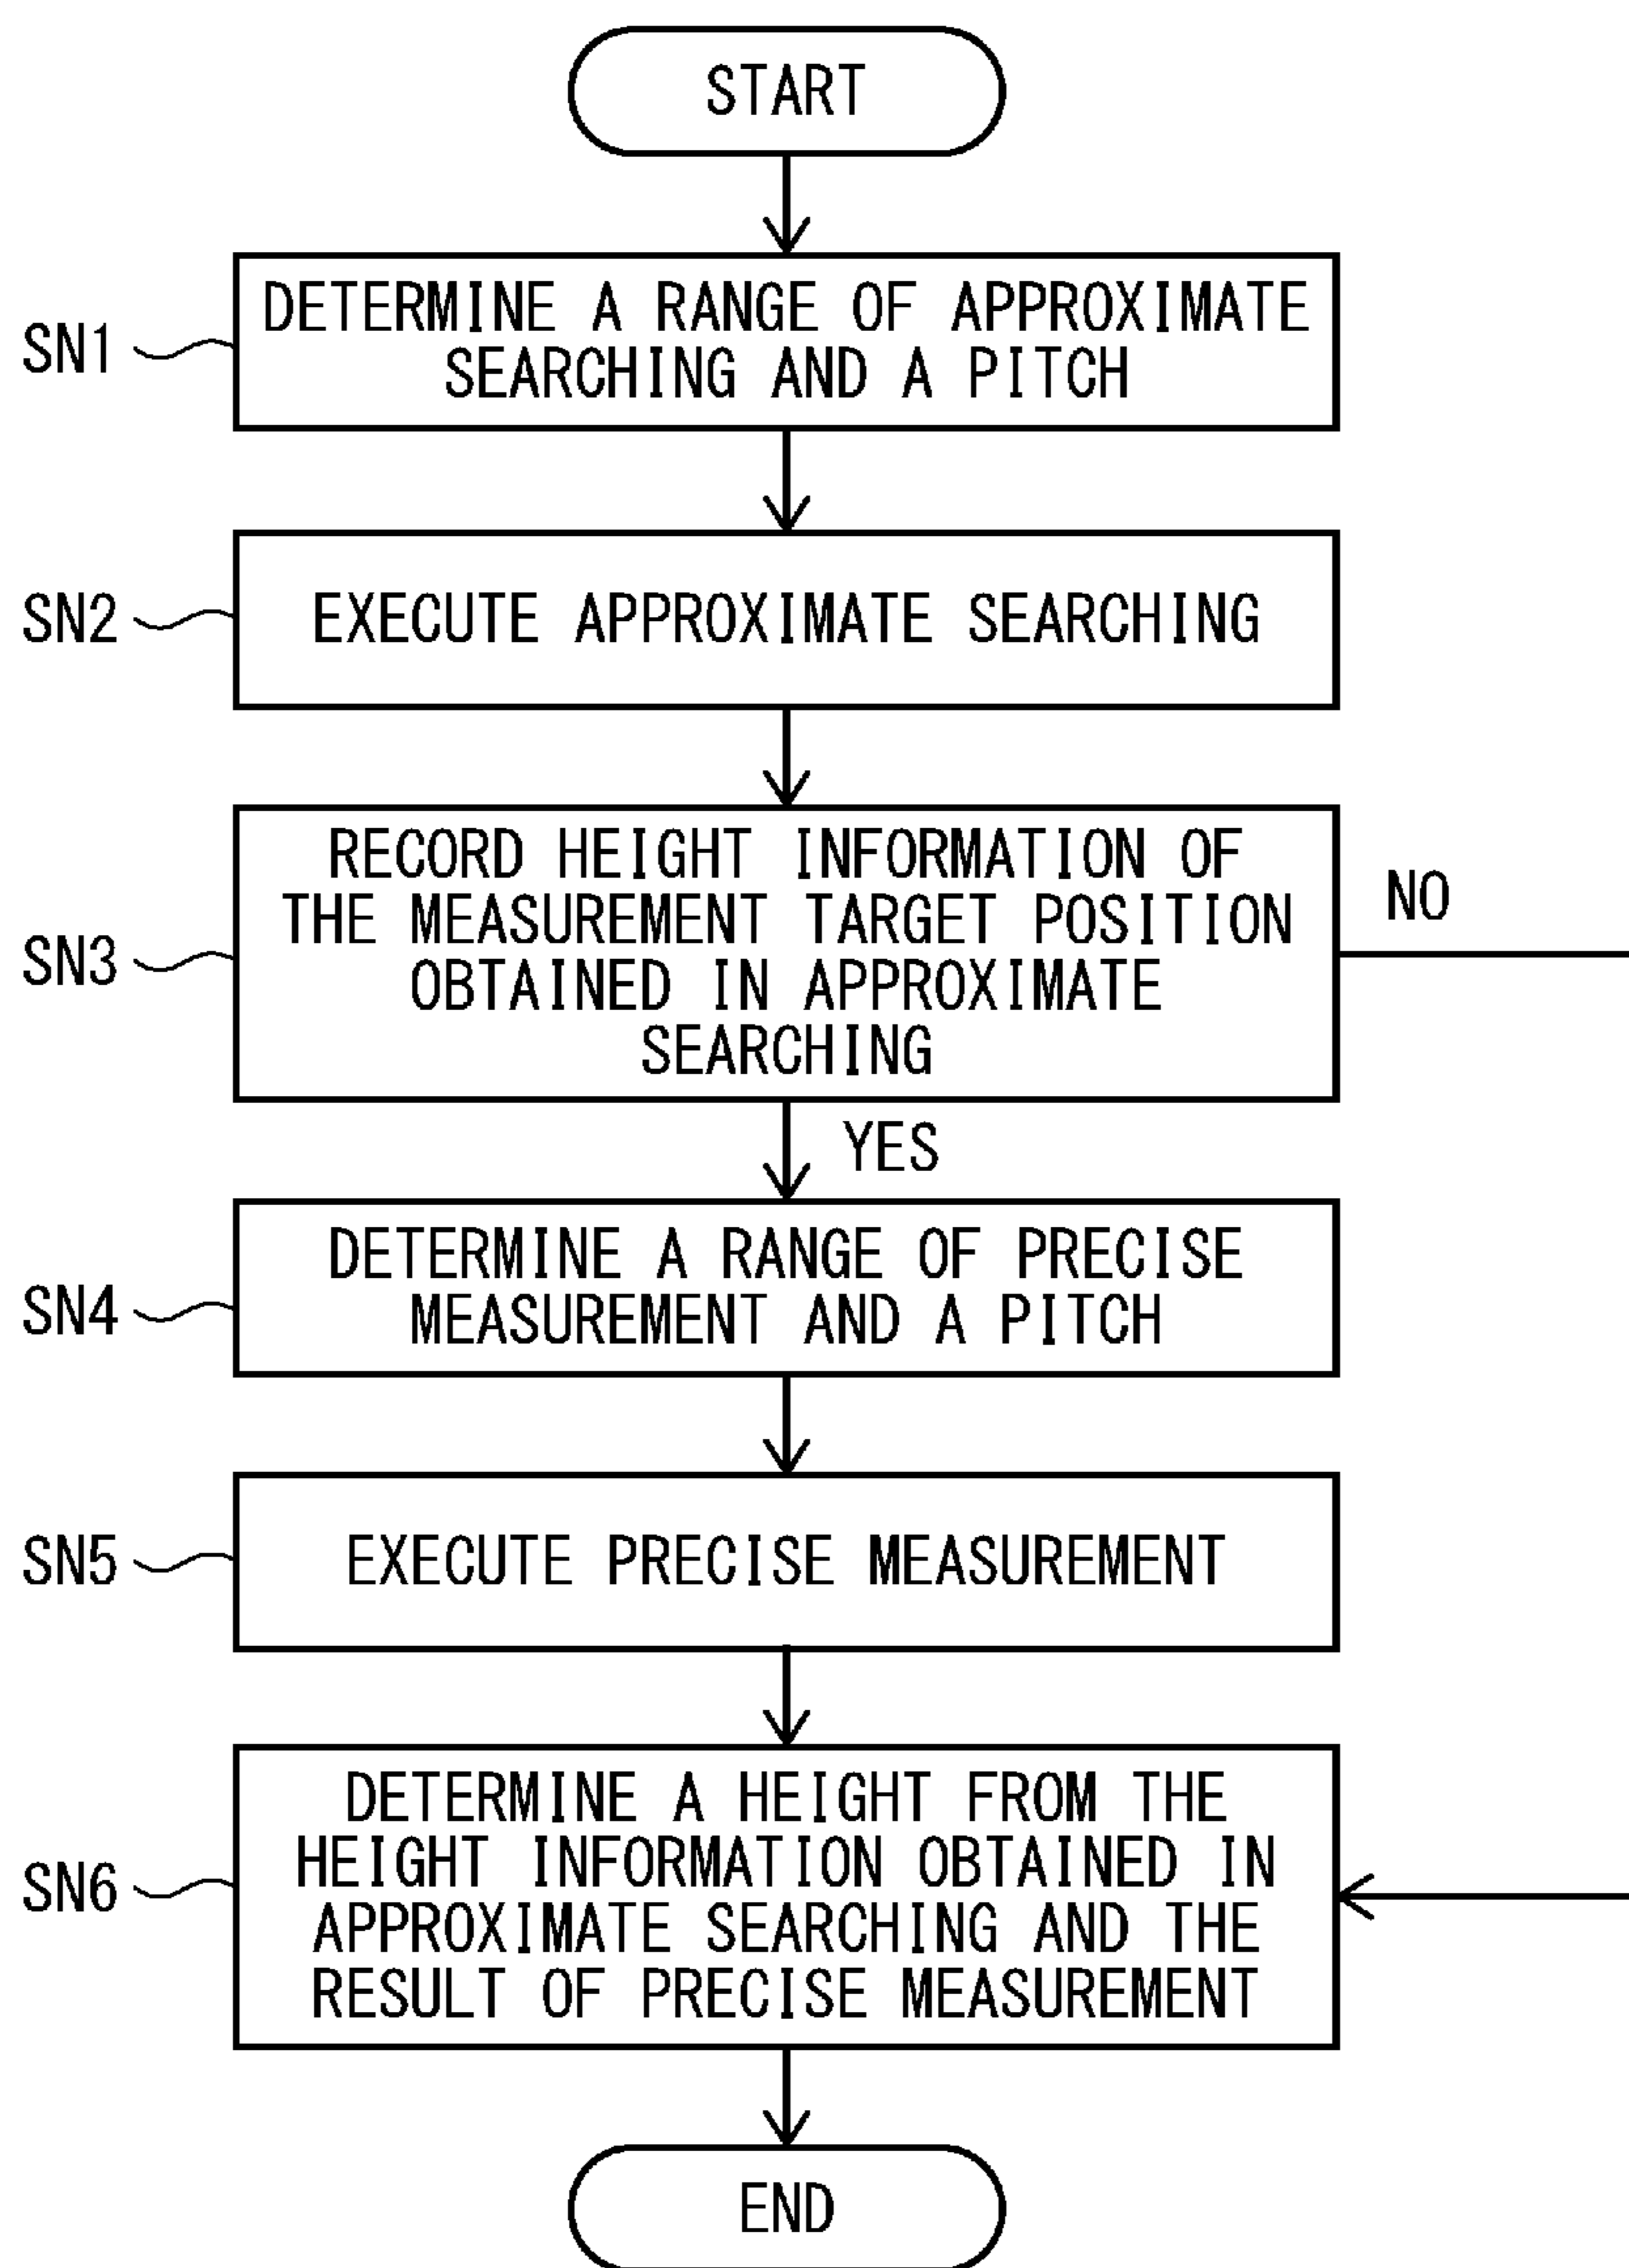 START
SN1
DETERMINE A RANGE OF APPROXIMATE
SEARCHING AND A PITCH
SN2
EXECUTE APPROXIMATE SEARCHING
SN3
RECORD HEIGHT INFORMATION OF
THE MEASUREMENT TARGET POSITION
OBTAINED IN APPROXIMATE
SEARCHING
NO
YES
SN4
DETERMINE A RANGE OF PRECISE
MEASUREMENT AND A PITCH
SN5
EXECUTE PRECISE MEASUREMENT
SN6
DETERMINE A HEIGHT FROM THE
HEIGHT INFORMATION OBTAINED IN
APPROXIMATE SEARCHING AND THE
RESULT OF PRECISE MEASUREMENT
END